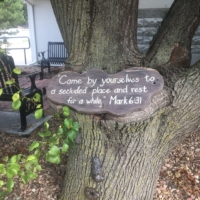 "Come by yourselves to
a secluded place and rest
for a while," Mark 6:31